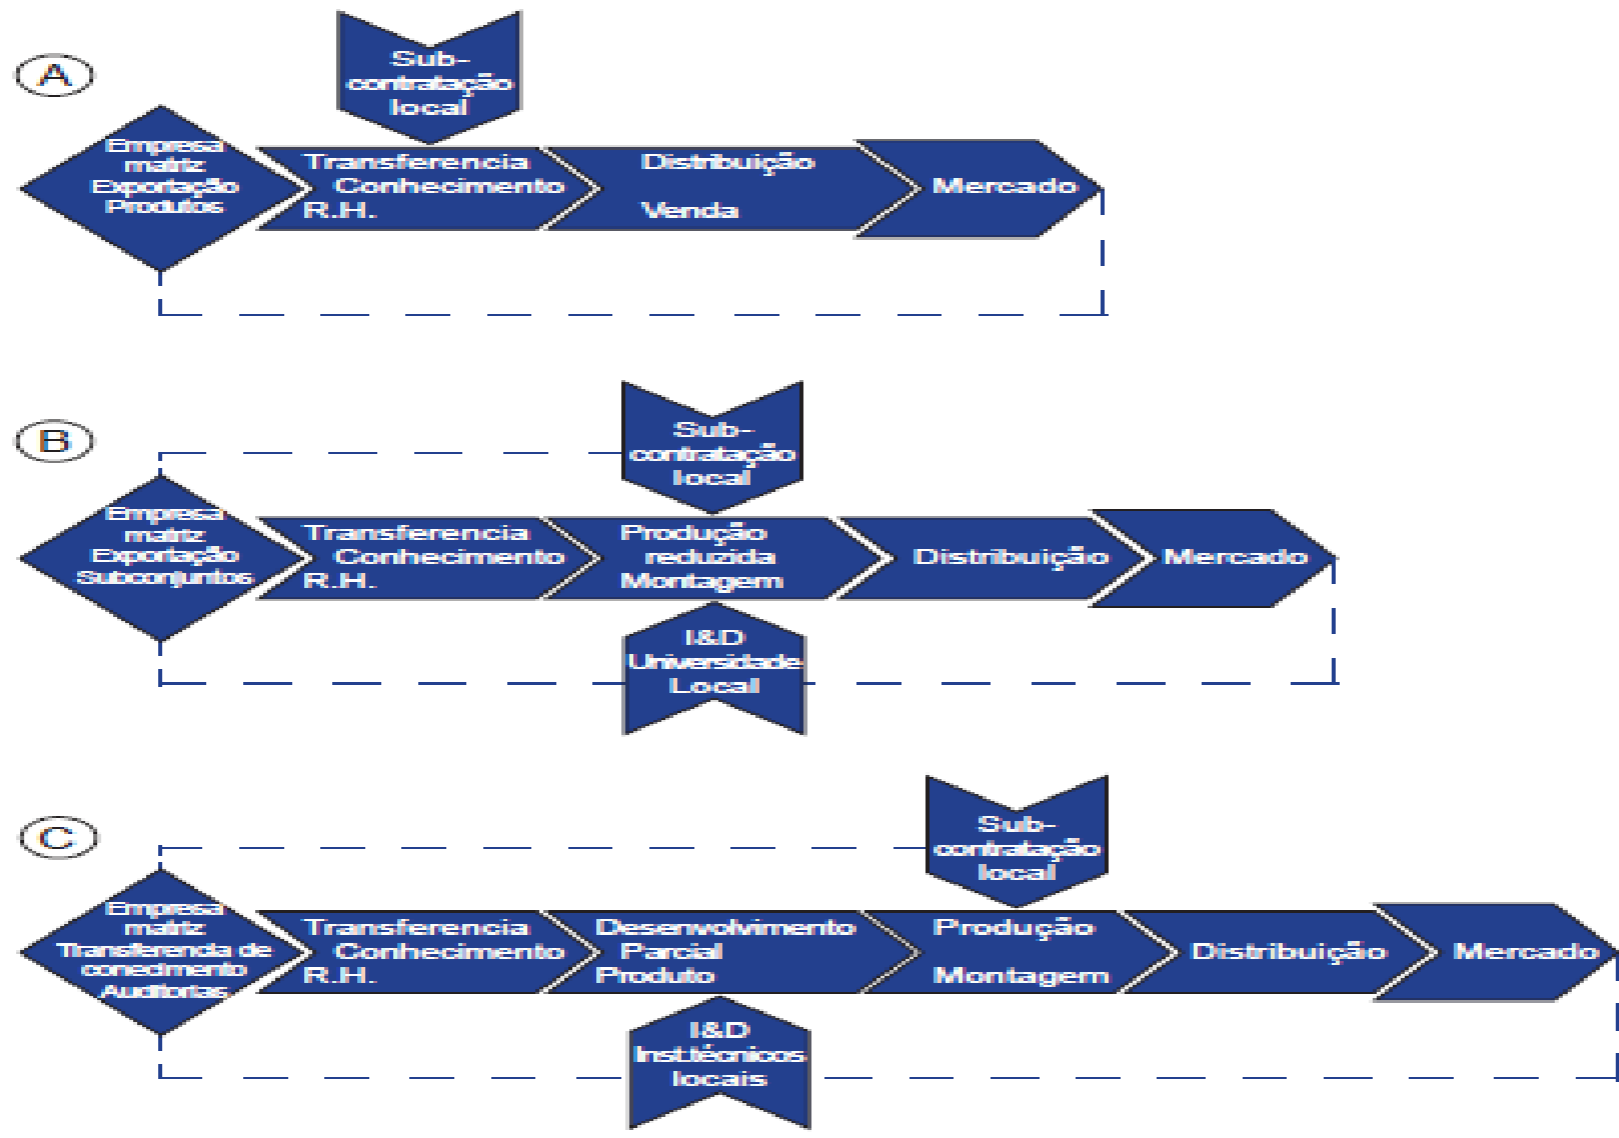 A
Sub-
contratação
local
Empresa
matriz
Exportação
Produtos
Transferencia
Conhecimento
R.H.
Distribuição
Venda
Mercado
B
Sub-
contratação
local
Empresa
matriz
Exportação
Subconjuntos
Transferencia
Conhecimento
R.H.
Produção
reduzida
Montagem
Distribuição
Mercado
I&D
Universidade
Local
C
Sub-
contratação
local
Empresa
matriz
Transferencia de
conecimento
Auditorias
Transferencia
Conhecimento
R.H.
Desenvolvimento
Parcial
Produto
Produção
Montagem
Distribuição
Mercado
I&D
Inst.técnicos
locais